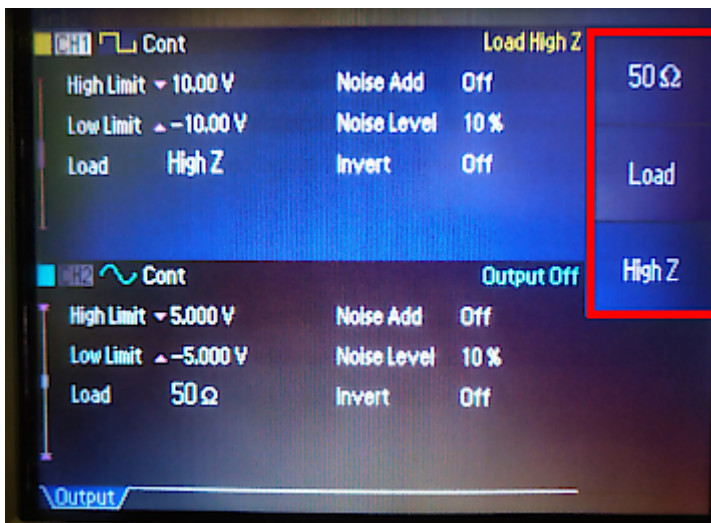 CH1 Cont Load High Z
High Limit 10.00 V Noise Add Off
Low Limit −10.00 V Noise Level 10 %
Load High Z Invert Off
CH2 Cont Output Off
High Limit 5.000 V Noise Add Off
Low Limit −5.000 V Noise Level 10 %
Load 50 Ω Invert Off
Output
50 Ω
Load
High Z